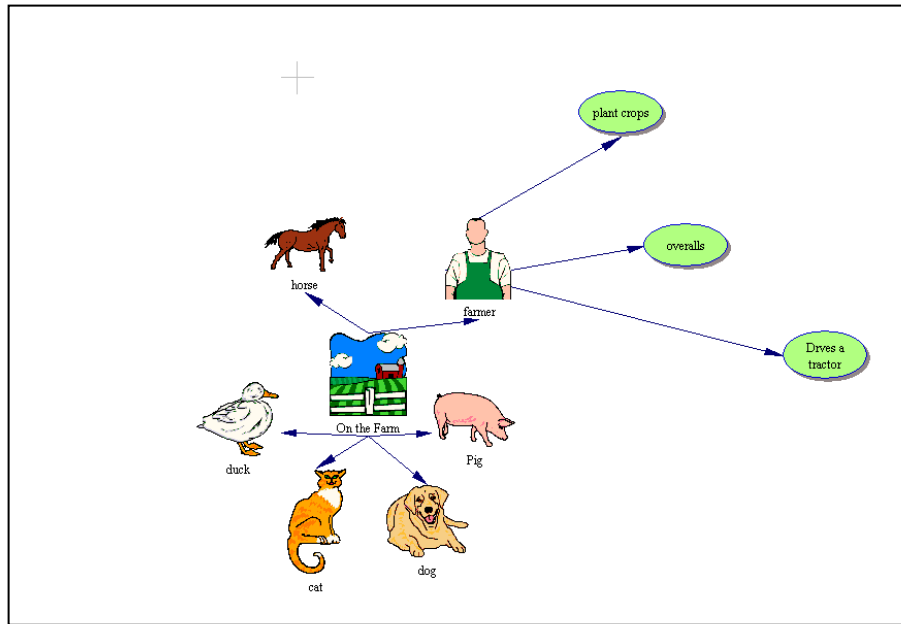 plant crops
overalls
horse
farmer
Drves a
tractor
On the Farm
Pig
duck
dog
cat